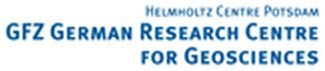 Helmholtz Centre Potsdam
GFZ German Research Centre
for Geosciences